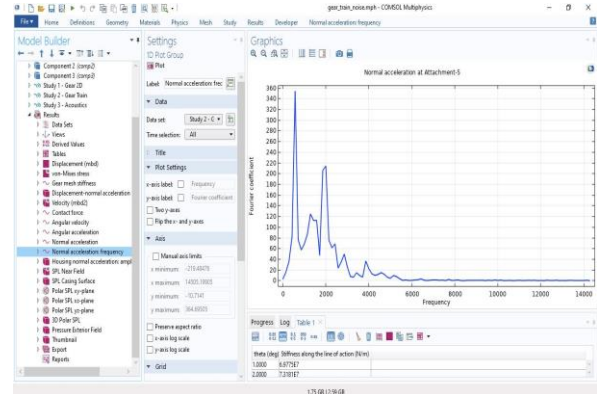 gear_train_noise.mph - COMSOL Multiphysics
File Home Definitions Geometry Materials Physics Mesh Study Results Developer Normal acceleration: frequency
Model Builder
Component 2 (comp2)
Component 3 (comp3)
Study 1 - Gear 2D
Study 2 - Gear Train
Study 3 - Acoustics
Results
Data Sets
Views
Derived Values
Tables
Displacement (mbd)
von-Mises stress
Gear mesh stiffness
Displacement-normal acceleration
Velocity (mbd2)
Contact force
Angular velocity
Angular acceleration
Normal acceleration
Normal acceleration: frequency
Housing normal acceleration: ampl
SPL Near Field
SPL Casing Surface
Polar SPL xy-plane
Polar SPL xz-plane
Polar SPL yz-plane
3D Polar SPL
Pressure Exterior Field
Thumbnail
Export
Reports
Settings
1D Plot Group
Plot
Label: Normal acceleration: frec
Data
Data set: Study 2 - G
Time selection: All
Title
Plot Settings
x-axis label: Frequency
y-axis label: Fourier coefficient
Two y-axes
Flip the x- and y-axes
Axis
Manual axis limits
x minimum:
x maximum:
y minimum:
y maximum:
Preserve aspect ratio
x-axis log scale
y-axis log scale
Grid
Graphics
Normal acceleration at Attachment-5
Fourier coefficient
360
340
320
300
280
260
240
220
200
180
160
140
120
100
80
60
40
20
0
0 2000 4000 6000 8000 10000 12000 14000
Frequency
Progress Log Table 1
theta (deg) Stiffness along the line of action (N/m)
1.0000 6.9775E7
2.0000 7.3181E7